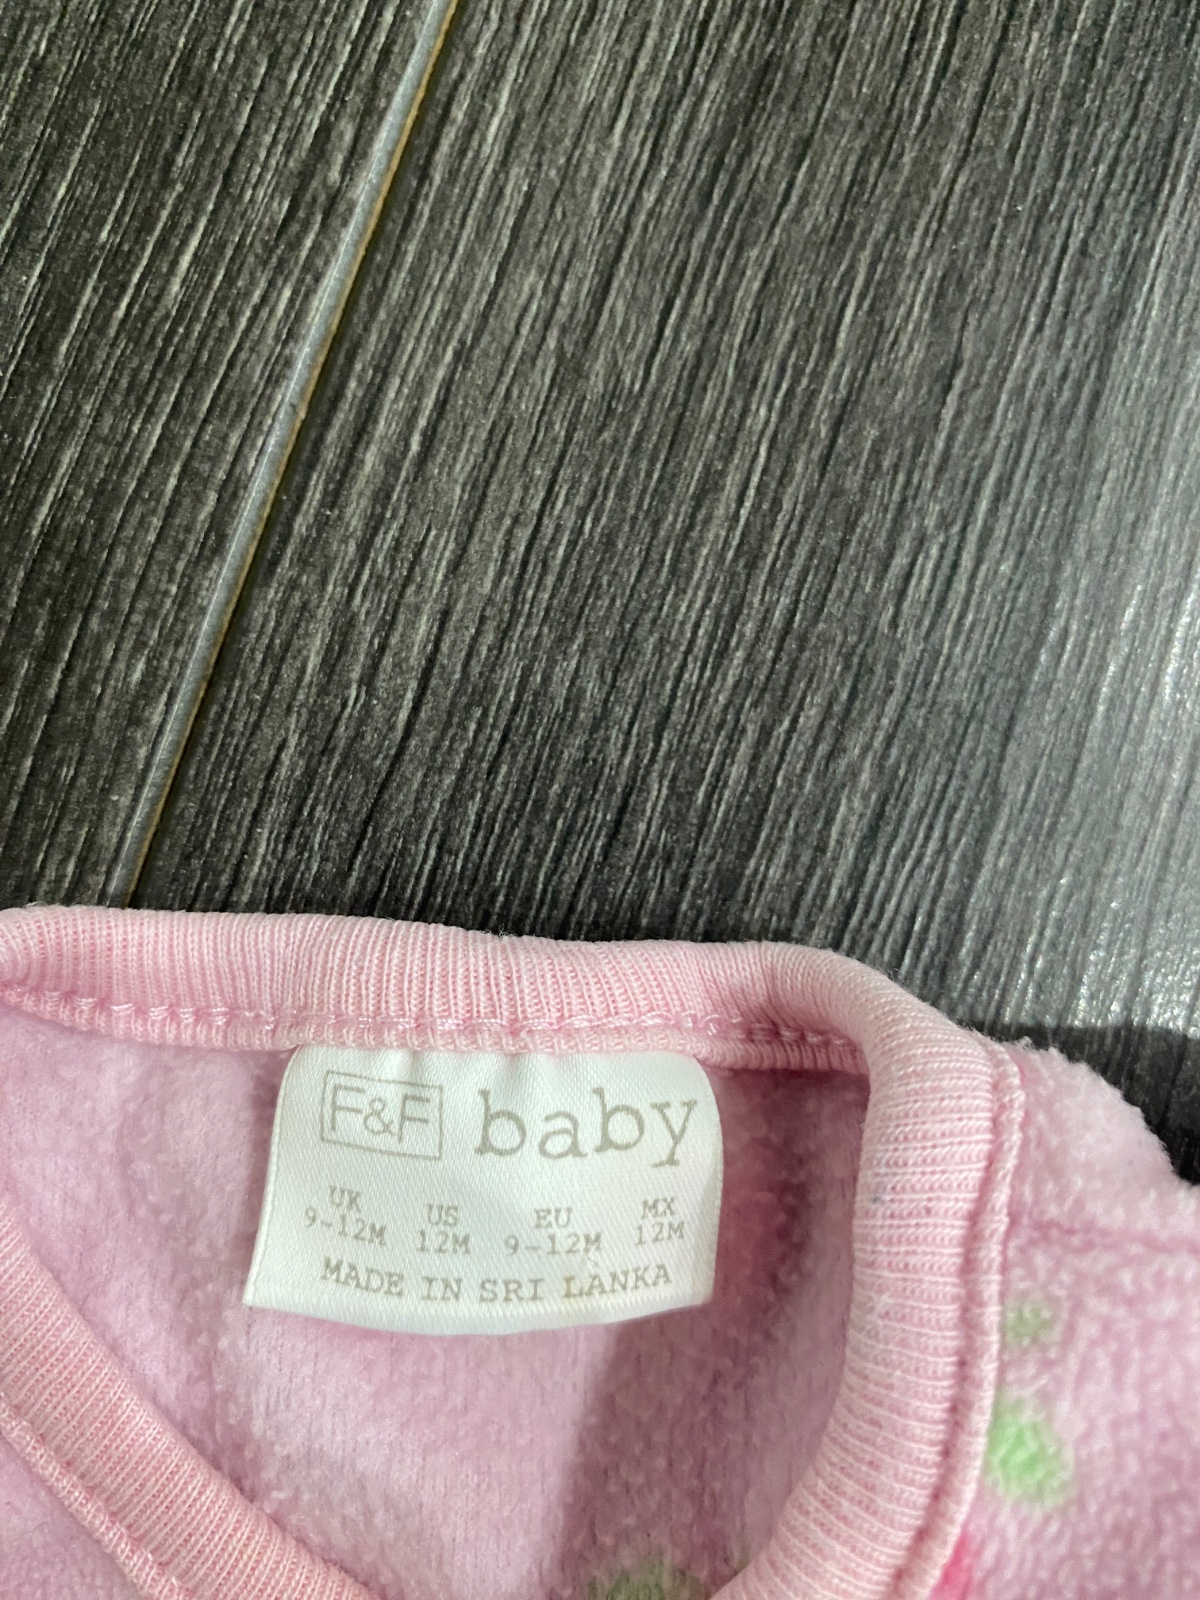 F&F baby
UK US EU MX
9-12M 12M 9-12M 12M
MADE IN SRI LANKA